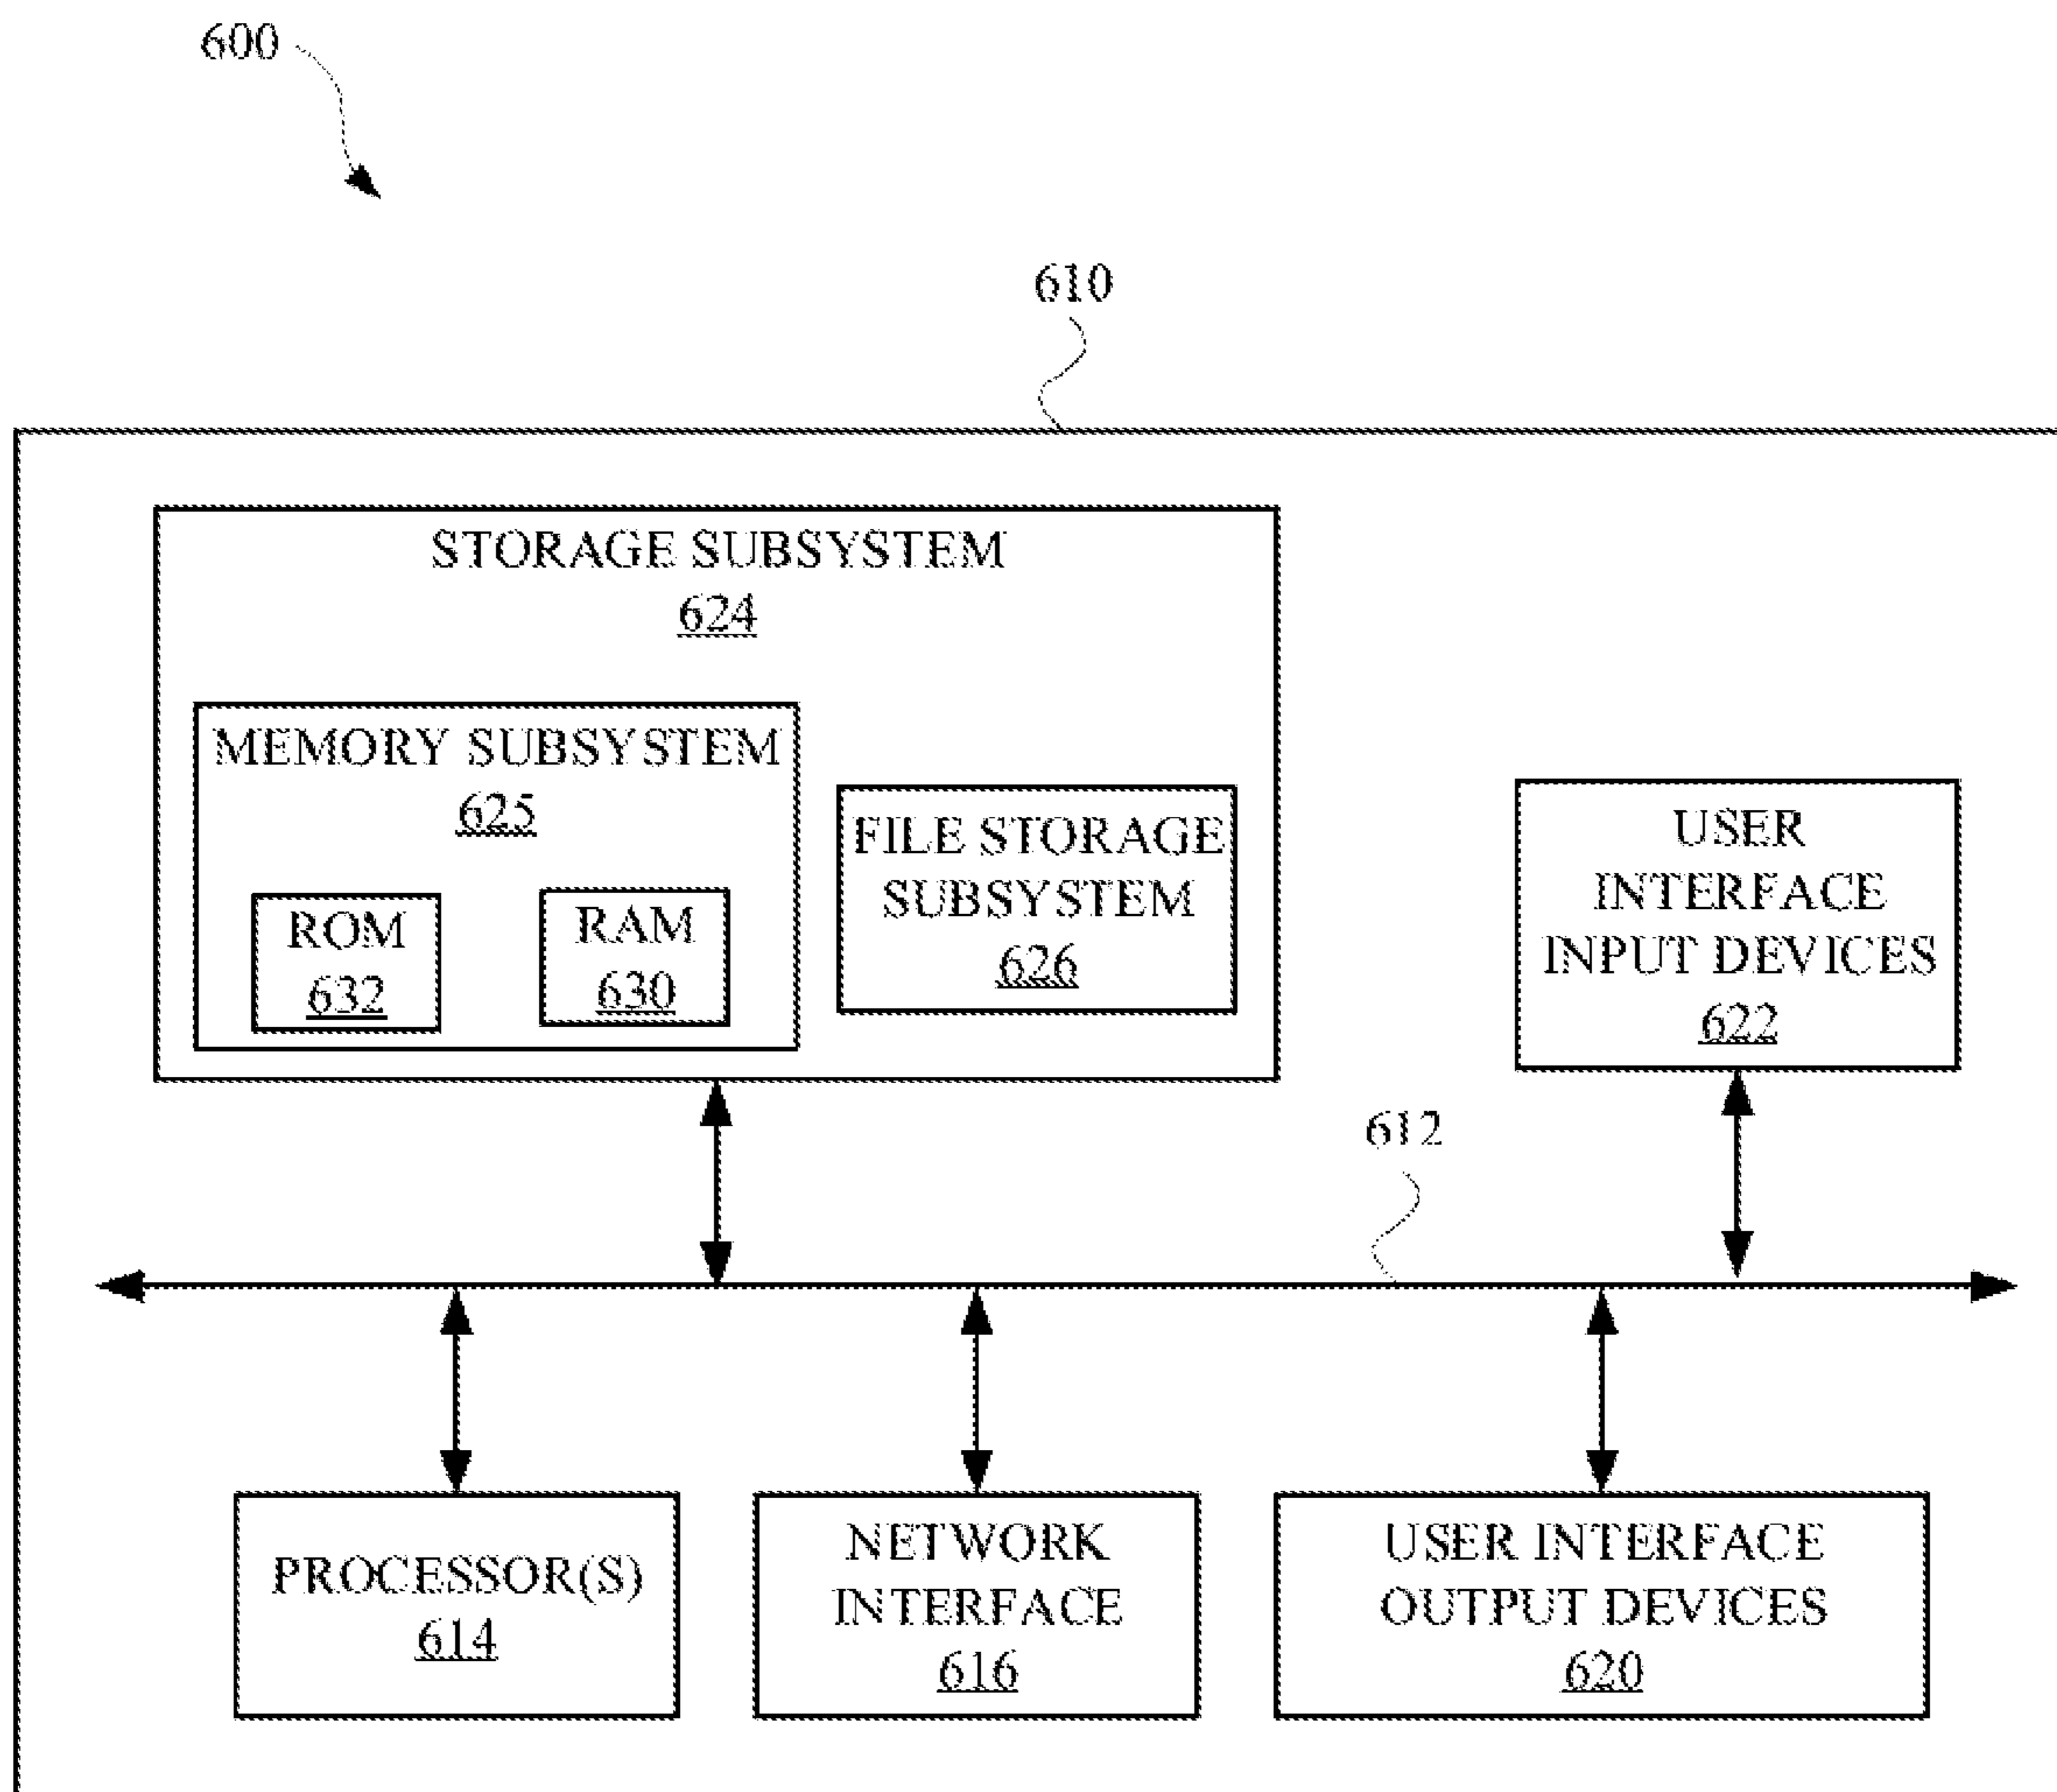 600
610
STORAGE SUBSYSTEM
624
MEMORY SUBSYSTEM
625
ROM
632
RAM
630
FILE STORAGE
SUBSYSTEM
626
USER
INTERFACE
INPUT DEVICES
622
612
PROCESSOR(S)
614
NETWORK
INTERFACE
616
USER INTERFACE
OUTPUT DEVICES
620